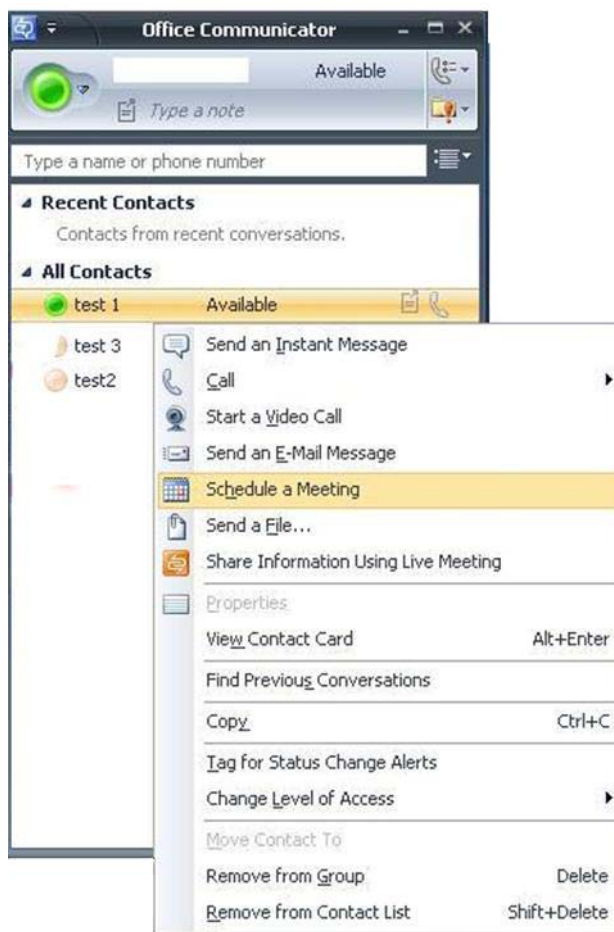 Office Communicator
Available
Type a note
Type a name or phone number
Recent Contacts
Contacts from recent conversations.
All Contacts
test 1 Available
test 3
test2
Send an Instant Message
Call
Start a Video Call
Send an E-Mail Message
Schedule a Meeting
Send a File...
Share Information Using Live Meeting
Properties
View Contact Card Alt+Enter
Find Previous Conversations
Copy Ctrl+C
Tag for Status Change Alerts
Change Level of Access
Move Contact To
Remove from Group Delete
Remove from Contact List Shift+Delete